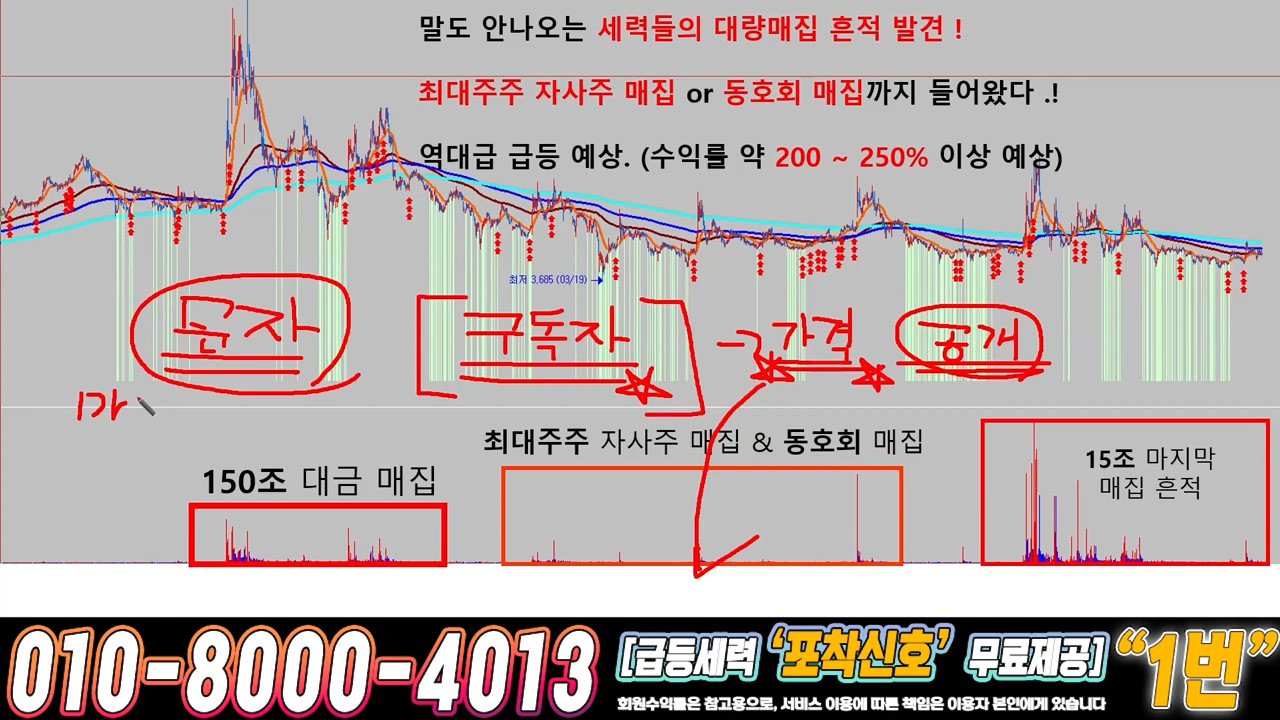 말도 안나오는 세력들의 대량매집 흔적 발견 !
최대주주 자사주 매집 or 동호회 매집까지 들어왔다 .!
역대급 급등 예상. (수익률 약 200 ~ 250% 이상 예상)
최저 3,685 (03/19)
문자 구독자 가격 공개
최대주주 자사주 매집 & 동호회 매집
150조 대금 매집
15조 마지막
매집 흔적
010-8000-4013 [급등세력 '포착신호' 무료제공] "1번"
회원수익률은 참고용으로, 서비스 이용에 따른 책임은 이용자 본인에게 있습니다